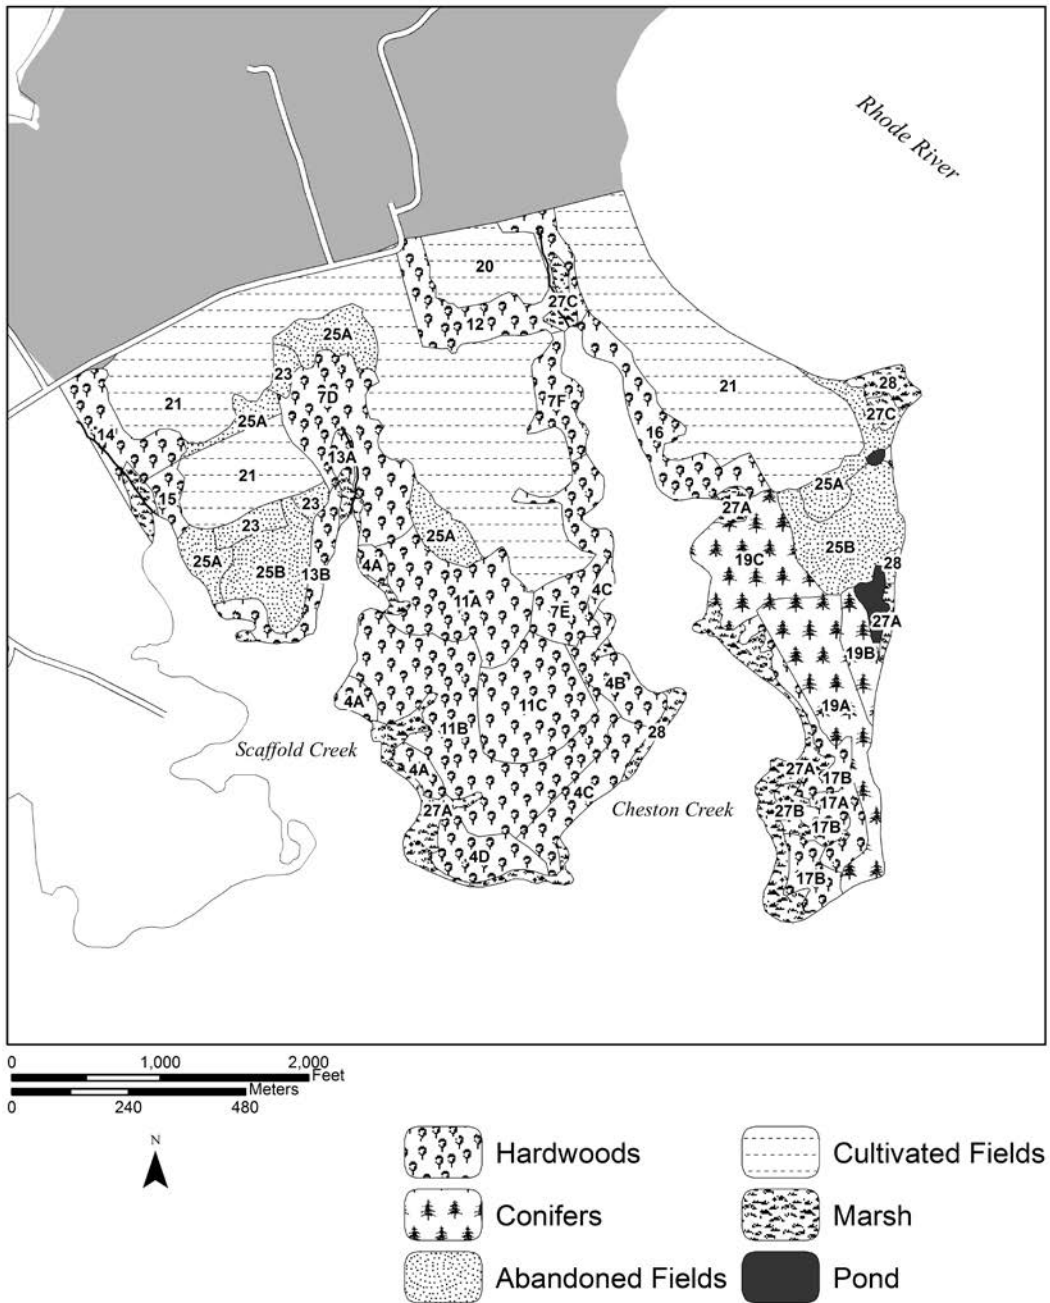 Rhode River
20
27C
12
25A
23
7D
21
25A
7F
21
28
27C
14
13A
16
21
15
23
23
25A
27A
25A
25A
25B
13B
4A
25A
19C
25B
28
11A
7E
4C
27A
19B
4A
4B
11C
19A
11B
28
Scaffold Creek
4A
4C
27A
17B
27A
Cheston Creek
27B
17A
17B
4D
17B
0 1,000 2,000
Feet
Meters
0 240 480
N
Hardwoods
Cultivated Fields
Conifers
Marsh
Abandoned Fields
Pond